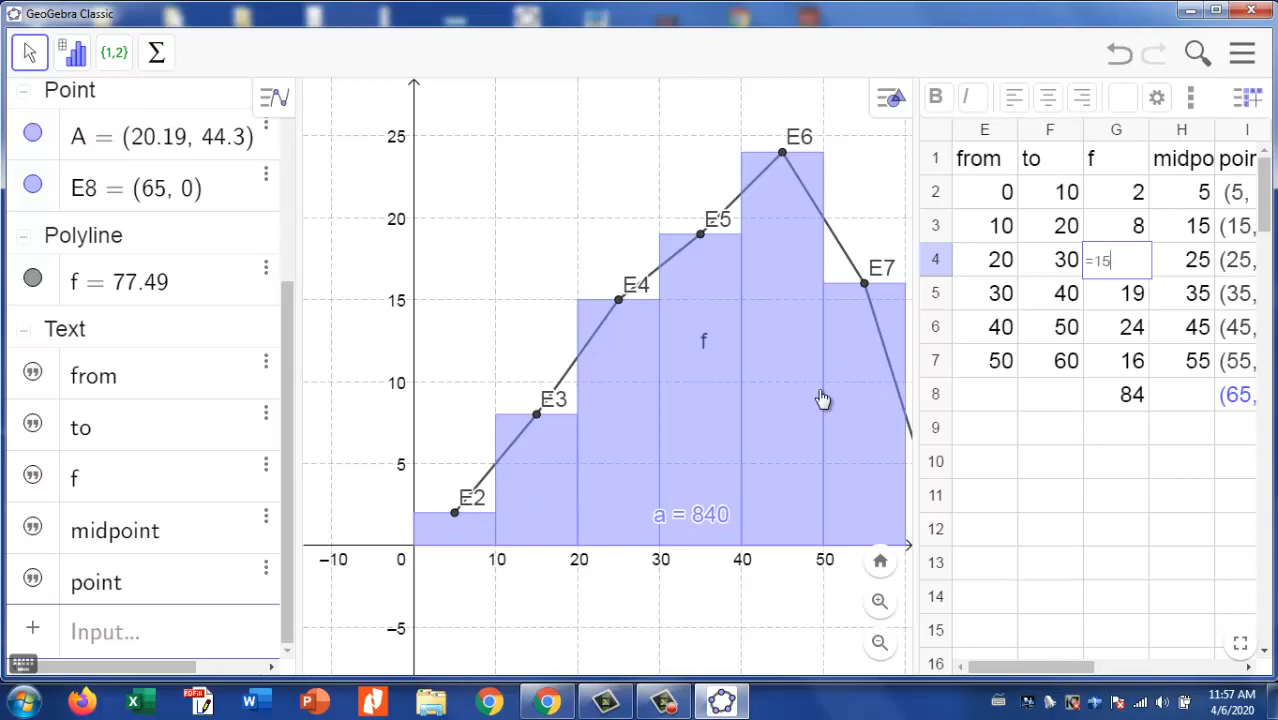 GeoGebra Classic
{1,2}
Σ
Point
A = (20.19, 44.3)
E8 = (65, 0)
Polyline
f = 77.49
Text
from
to
f
midpoint
point
Input...
25
20
15
10
5
−5
−10
0
10
20
30
40
50
E2
E3
E4
E5
E6
E7
f
a = 840
B
I
E F G H I
1 from to f midpo poir
2 0 10 2 5 (5,
3 10 20 8 15 (15,
4 20 30 =15 25 (25,
5 30 40 19 35 (35,
6 40 50 24 45 (45,
7 50 60 16 55 (55,
8 84 (65,
9
10
11
12
13
14
15
16
11:57 AM
4/6/2020